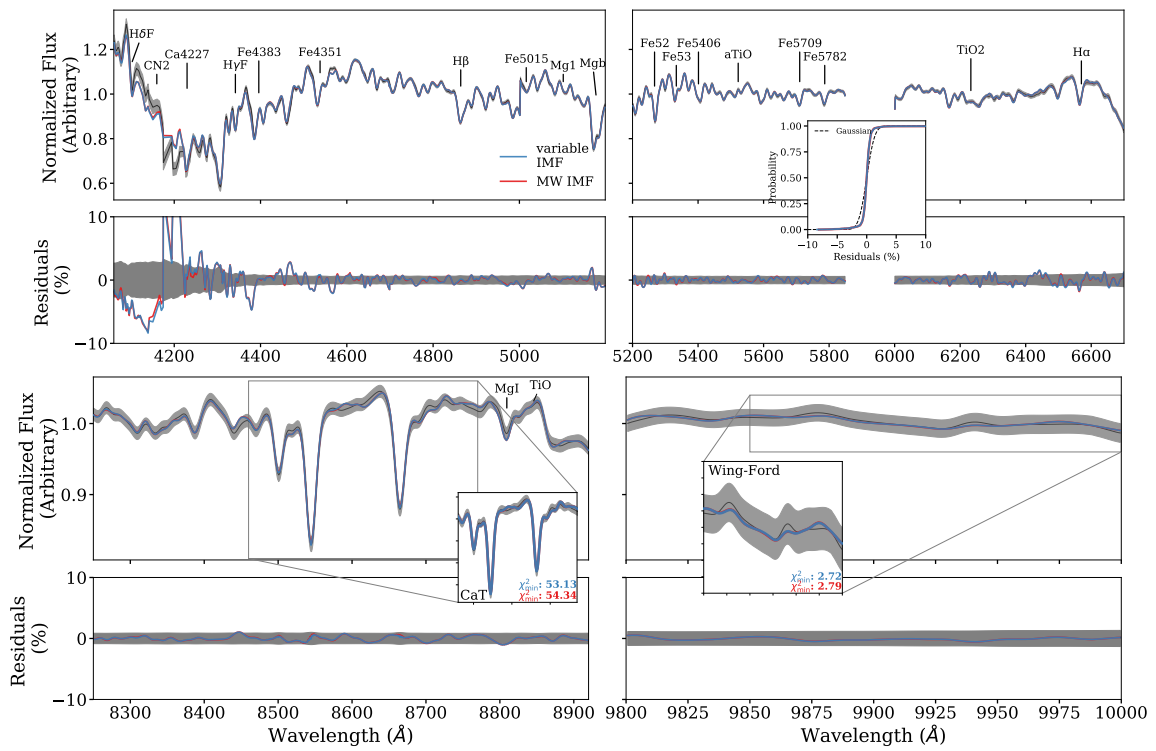 HδF
CN2
Ca4227
HγF
Fe4383
Fe4351
Hβ
Fe5015
Mg1
Mgb
Fe52
Fe53
Fe5406
aTiO
Fe5709
Fe5782
TiO2
Hα
Normalized Flux
(Arbitrary)
1.2
1.0
0.8
0.6
variable
IMF
MW IMF
Gaussian
Probability
1.00
0.75
0.50
0.25
0.00
−10
−5
0
5
10
Residuals (%)
Residuals
(%)
10
0
−10
4200
4400
4600
4800
5000
5200
5300
5400
5600
5800
6000
6200
6400
6600
Normalized Flux
(Arbitrary)
1.0
0.9
MgI
TiO
CaT
χ²min: 53.13
χ²min: 54.34
Wing-Ford
χ²min: 2.72
χ²min: 2.79
Residuals
(%)
10
0
−10
8300
8400
8500
8600
8700
8800
8900
9800
9825
9850
9875
9900
9925
9950
9975
10000
Wavelength (Å)
Wavelength (Å)